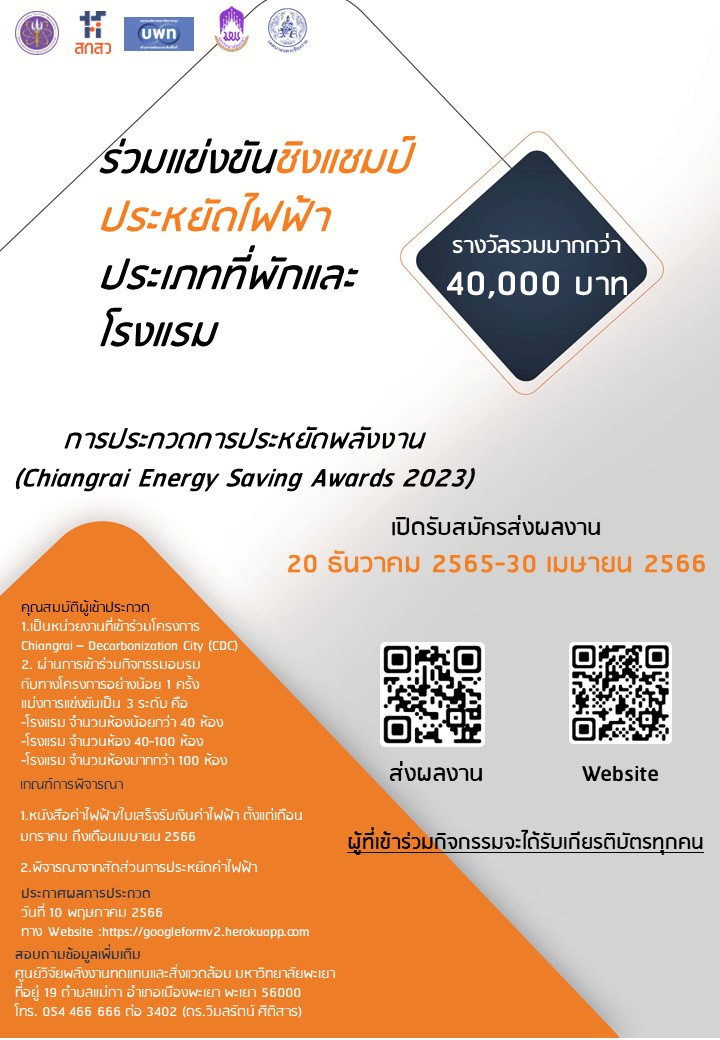 สกสว
บพท
ร่วมแข่งขันชิงแชมป์
ประหยัดไฟฟ้า
ประเภทที่พักและ
โรงแรม
รางวัลรวมมากกว่า
40,000 บาท
การประกวดการประหยัดพลังงาน
(Chiangrai Energy Saving Awards 2023)
เปิดรับสมัครส่งผลงาน
20 ธันวาคม 2565-30 เมษายน 2566
คุณสมบัติผู้เข้าประกวด
1.เป็นหน่วยงานที่เข้าร่วมโครงการ
Chiangrai – Decarbonization City (CDC)
2. ผ่านการเข้าร่วมกิจกรรมอบรม
กับทางโครงการอย่างน้อย 1 ครั้ง
แบ่งการแข่งขันเป็น 3 ระดับ คือ
-โรงแรม จำนวนห้องน้อยกว่า 40 ห้อง
-โรงแรม จำนวนห้อง 40-100 ห้อง
-โรงแรม จำนวนห้องมากกว่า 100 ห้อง
เกณฑ์การพิจารณา
1.หนังสือค่าไฟฟ้า/ใบเสร็จรับเงินค่าไฟฟ้า ตั้งแต่เดือน
มกราคม ถึงเดือนเมษายน 2566
2.พิจารณาจากสัดส่วนการประหยัดค่าไฟฟ้า
ประกาศผลการประกวด
วันที่ 10 พฤษภาคม 2566
ทาง Website :https://googleformv2.herokuapp.com
สอบถามข้อมูลเพิ่มเติม
ศูนย์วิจัยพลังงานทดแทนและสิ่งแวดล้อม มหาวิทยาลัยพะเยา
ที่อยู่ 19 ตำบลแม่กา อำเภอเมืองพะเยา พะเยา 56000
โทร. 054 466 666 ต่อ 3402 (ดร.วิมลรัตน์ ศีติสาร)
ส่งผลงาน
Website
ผู้ที่เข้าร่วมกิจกรรมจะได้รับเกียรติบัตรทุกคน